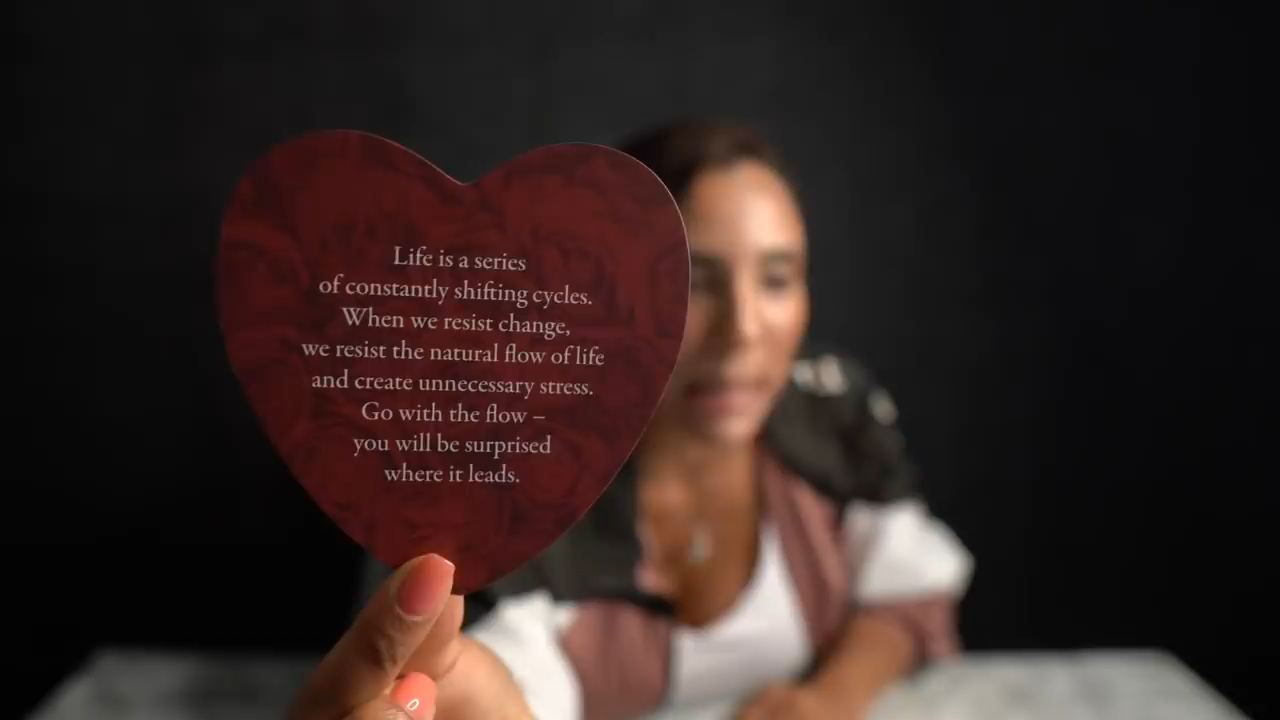 Life is a series
of constantly shifting cycles.
When we resist change,
we resist the natural flow of life
and create unnecessary stress.
Go with the flow –
you will be surprised
where it leads.